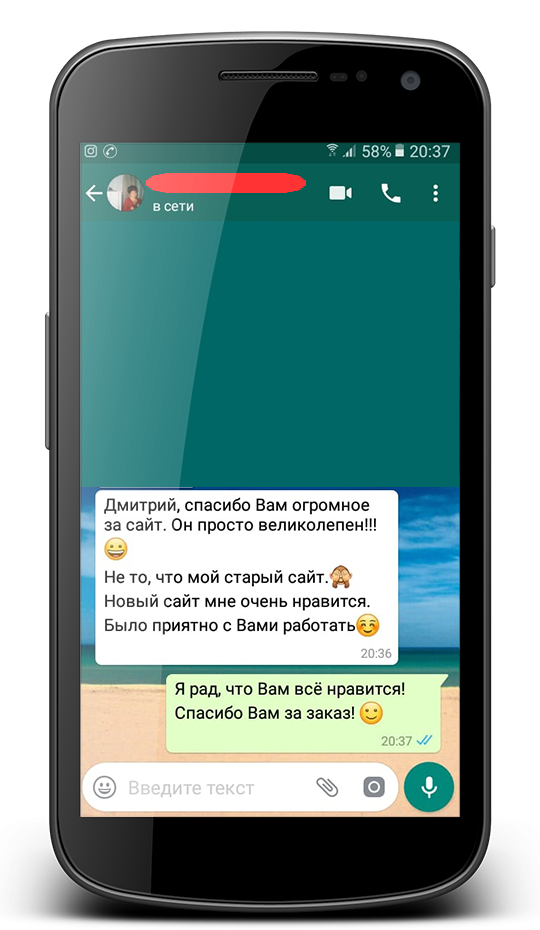 58% 20:37
в сети
Дмитрий, спасибо Вам огромное
за сайт. Он просто великолепен!!!
😀
Не то, что мой старый сайт.🙈
Новый сайт мне очень нравится.
Было приятно с Вами работать☺️
20:36
Я рад, что Вам всё нравится!
Спасибо Вам за заказ! 🙂
20:37
Введите текст